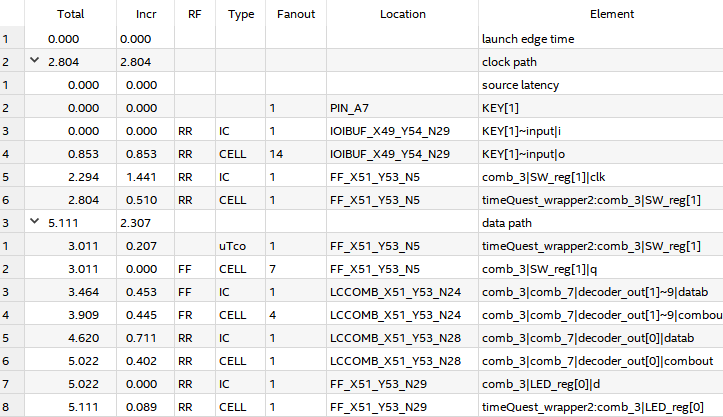 Total Incr RF Type Fanout Location Element
1 0.000 0.000 launch edge time
2 2.804 2.804 clock path
1 0.000 0.000 source latency
2 0.000 0.000 1 PIN_A7 KEY[1]
3 0.000 0.000 RR IC 1 IOIBUF_X49_Y54_N29 KEY[1]~input|i
4 0.853 0.853 RR CELL 14 IOIBUF_X49_Y54_N29 KEY[1]~input|o
5 2.294 1.441 RR IC 1 FF_X51_Y53_N5 comb_3|SW_reg[1]|clk
6 2.804 0.510 RR CELL 1 FF_X51_Y53_N5 timeQuest_wrapper2:comb_3|SW_reg[1]
3 5.111 2.307 data path
1 3.011 0.207 uTco 1 FF_X51_Y53_N5 timeQuest_wrapper2:comb_3|SW_reg[1]
2 3.011 0.000 FF CELL 7 FF_X51_Y53_N5 comb_3|SW_reg[1]|q
3 3.464 0.453 FF IC 1 LCCOMB_X51_Y53_N24 comb_3|comb_7|decoder_out[1]~9|datab
4 3.909 0.445 FR CELL 4 LCCOMB_X51_Y53_N24 comb_3|comb_7|decoder_out[1]~9|combout
5 4.620 0.711 RR IC 1 LCCOMB_X51_Y53_N28 comb_3|comb_7|decoder_out[0]|datab
6 5.022 0.402 RR CELL 1 LCCOMB_X51_Y53_N28 comb_3|comb_7|decoder_out[0]|combout
7 5.022 0.000 RR IC 1 FF_X51_Y53_N29 comb_3|LED_reg[0]|d
8 5.111 0.089 RR CELL 1 FF_X51_Y53_N29 timeQuest_wrapper2:comb_3|LED_reg[0]